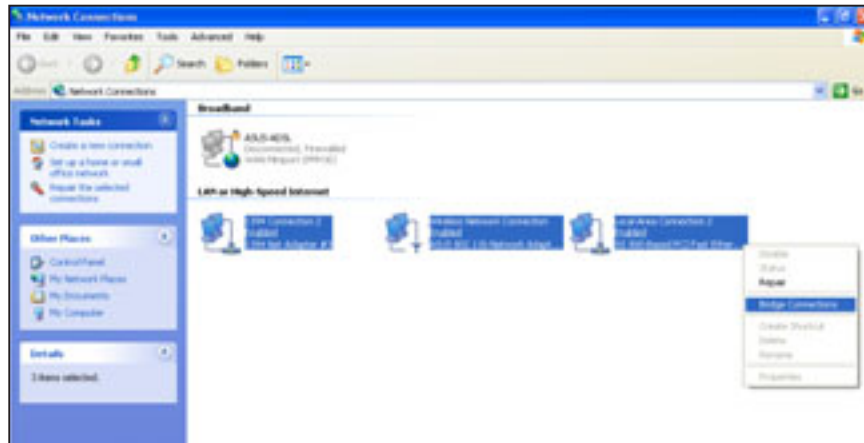 Network Connections
File Edit View Favorites Tools Advanced Help
Search Folders
Network Connections
Network Tasks
Create a new connection
Set up a home or small
office network
Repair the selected
connections
Other Places
Control Panel
My Network Places
My Documents
My Computer
Details
3 items selected.
Broadband
ASUS ADSL
Disconnected, Firewalled
LAN or High-Speed Internet
1394 Connection 2
Enabled
1394 Net Adapter
Wireless Network Connection
Enabled
Local Area Connection 2
Enabled
Disable
Status
Repair
Bridge Connections
Create Shortcut
Delete
Rename
Properties